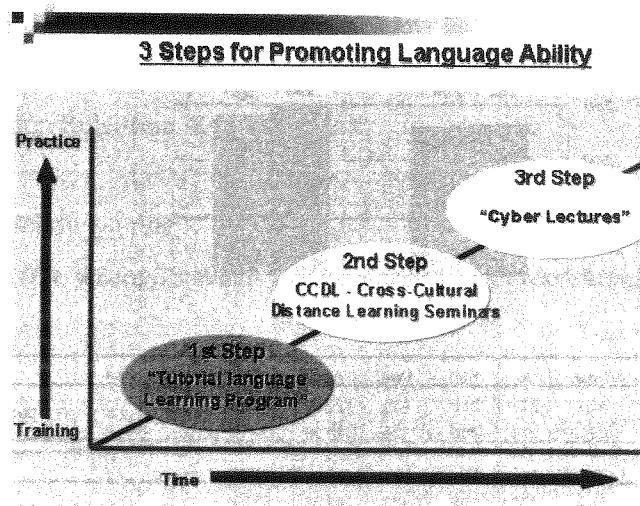 3 Steps for Promoting Language Ability
Practice
3rd Step
"Cyber Lectures"
2nd Step
CCDL - Cross-Cultural
Distance Learning Seminars
1st Step
"Tutorial language
Learning Program"
Training
Time